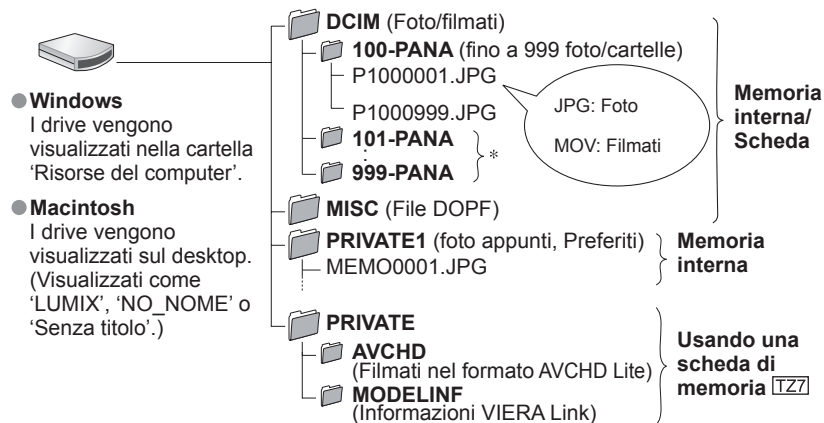 ●Windows
I drive vengono
visualizzati nella cartella
‘Risorse del computer’.
●Macintosh
I drive vengono
visualizzati sul desktop.
(Visualizzati come
‘LUMIX’, ‘NO_NOME’ o
‘Senza titolo’.)
DCIM (Foto/filmati)
100-PANA (fino a 999 foto/cartelle)
P1000001.JPG
P1000999.JPG
JPG: Foto
MOV: Filmati
101-PANA
999-PANA
*
MISC (File DOPF)
Memoria
interna/
Scheda
PRIVATE1 (foto appunti, Preferiti)
MEMO0001.JPG
Memoria
interna
PRIVATE
AVCHD
(Filmati nel formato AVCHD Lite)
MODELINF
(Informazioni VIERA Link)
Usando una
scheda di
memoria TZ7